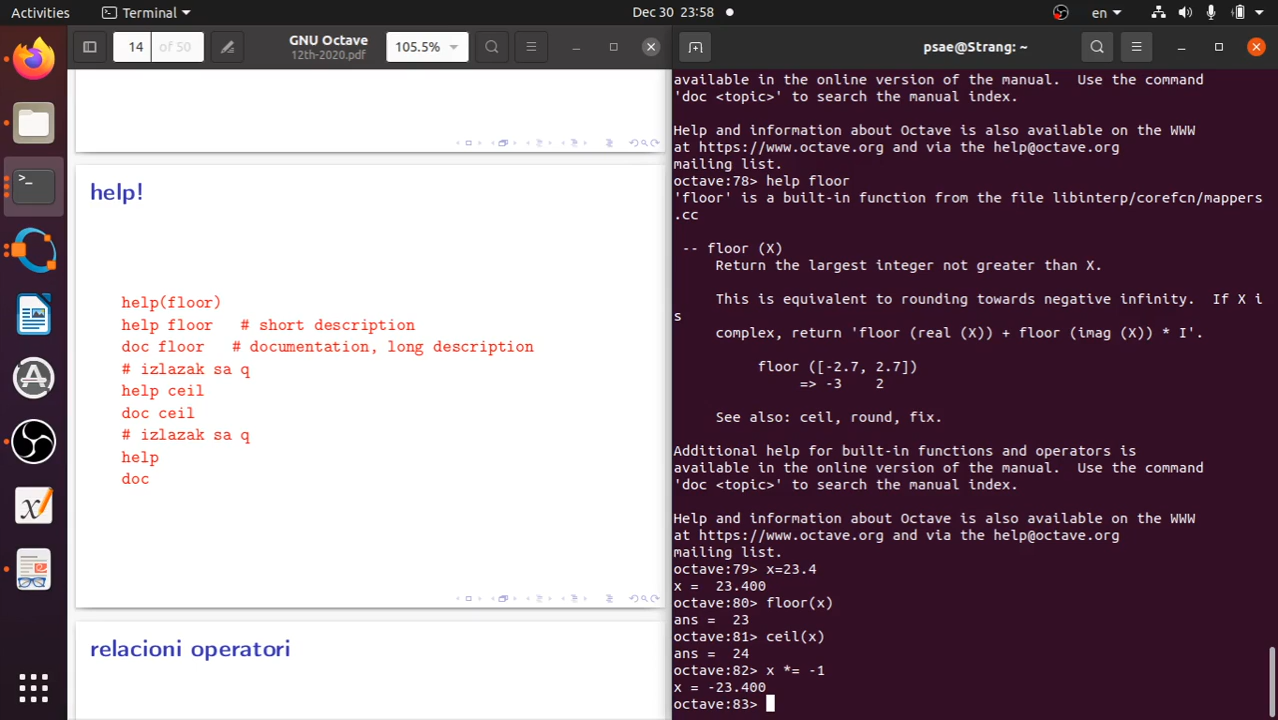 Activities
Terminal
Dec 30 23:58
en
14 of 50
GNU Octave
12th-2020.pdf
105.5%
help!
help(floor)
help floor # short description
doc floor # documentation, long description
# izlazak sa q
help ceil
doc ceil
# izlazak sa q
help
doc
relacioni operatori
psae@Strang: ~
available in the online version of the manual. Use the command
'doc <topic>' to search the manual index.
Help and information about Octave is also available on the WWW
at https://www.octave.org and via the help@octave.org
mailing list.
octave:78> help floor
'floor' is a built-in function from the file libinterp/corefcn/mappers
.cc
-- floor (X)
Return the largest integer not greater than X.
This is equivalent to rounding towards negative infinity. If X i
s
complex, return 'floor (real (X)) + floor (imag (X)) * I'.
floor ([-2.7, 2.7])
=> -3 2
See also: ceil, round, fix.
Additional help for built-in functions and operators is
available in the online version of the manual. Use the command
'doc <topic>' to search the manual index.
Help and information about Octave is also available on the WWW
at https://www.octave.org and via the help@octave.org
mailing list.
octave:79> x=23.4
x = 23.400
octave:80> floor(x)
ans = 23
octave:81> ceil(x)
ans = 24
octave:82> x *= -1
x = -23.400
octave:83>